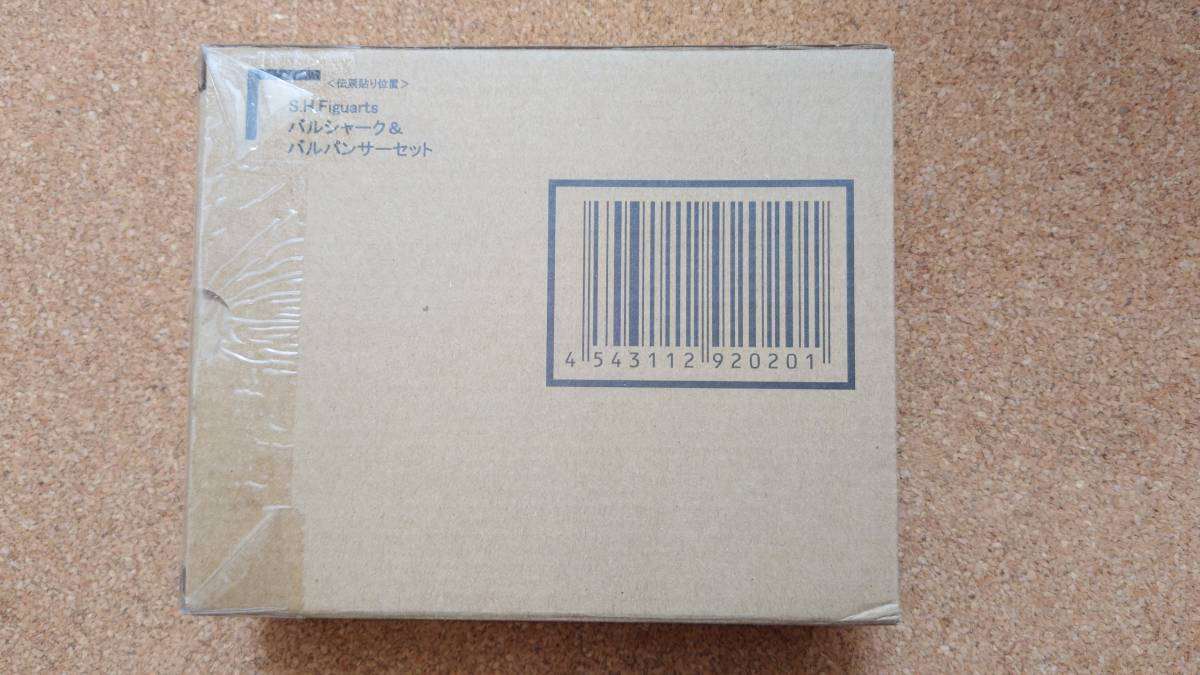 <伝票貼り位置>
S.H.Figuarts
バルシャーク&
バルパンサーセット
4 543112 920201